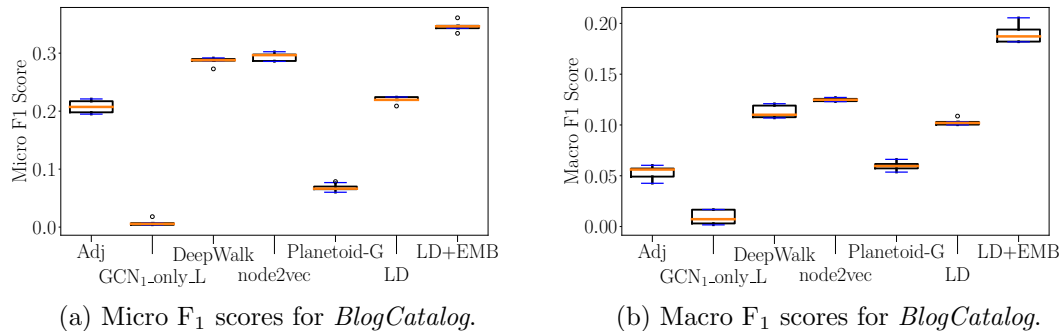 Micro F1 Score
0.3
0.2
0.1
0.0
Adj
GCN₁_only_L
DeepWalk
node2vec
Planetoid-G
LD
LD+EMB
(a) Micro F₁ scores for BlogCatalog.
Macro F1 Score
0.20
0.15
0.10
0.05
0.00
Adj
GCN₁_only_L
DeepWalk
node2vec
Planetoid-G
LD
LD+EMB
(b) Macro F₁ scores for BlogCatalog.